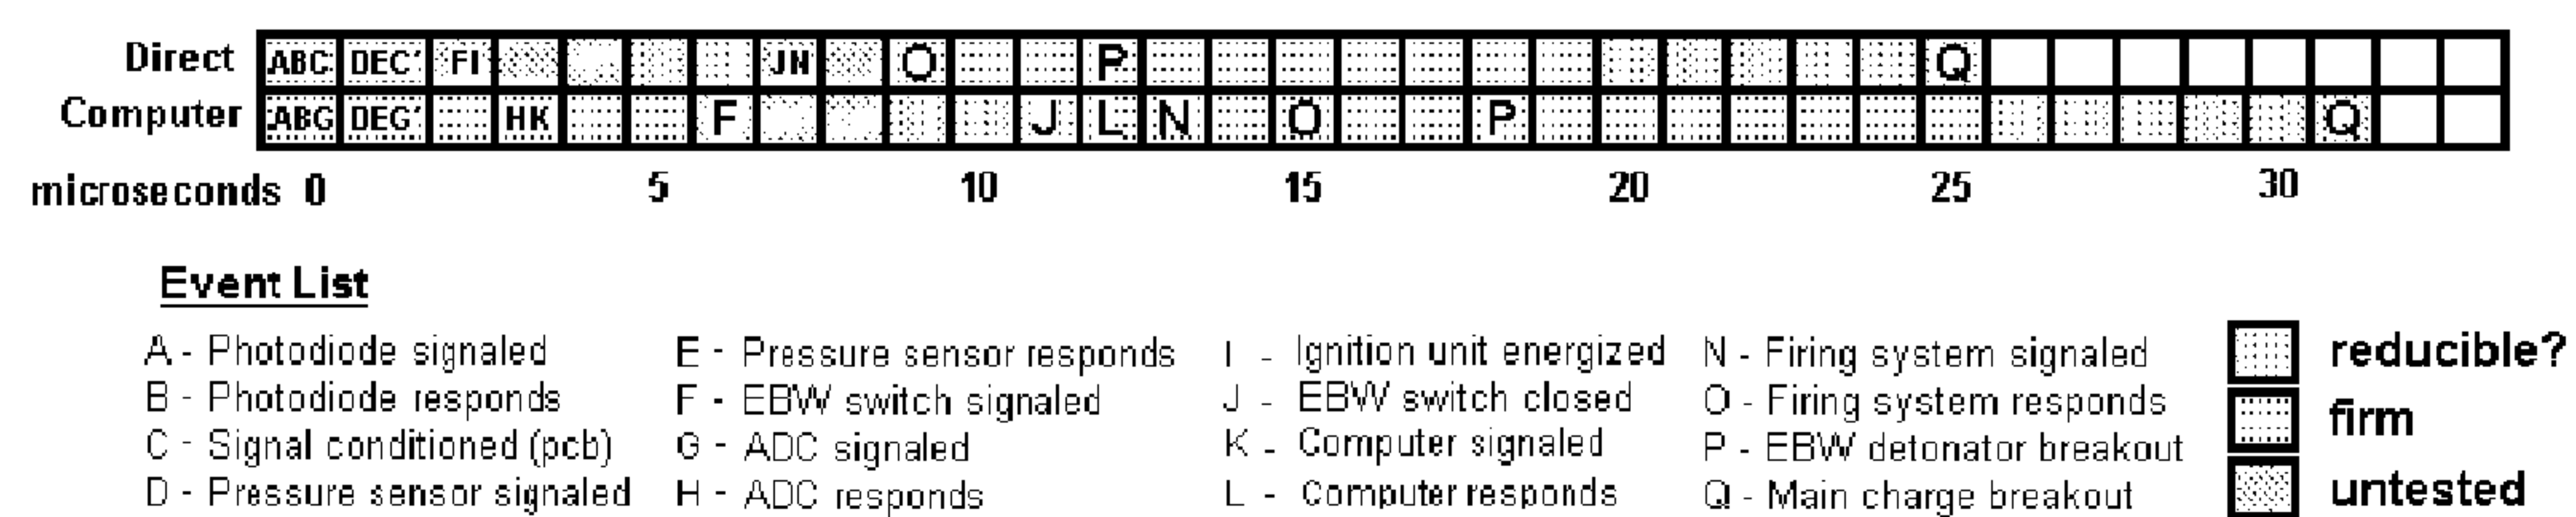 Direct ABC DEC' FI JN O P Q
Computer ABG DEG' HK F J L N O P Q
microseconds 0 5 10 15 20 25 30
Event List
A - Photodiode signaled
B - Photodiode responds
C - Signal conditioned (pcb)
D - Pressure sensor signaled
E - Pressure sensor responds
F - EBW switch signaled
G - ADC signaled
H - ADC responds
I - Ignition unit energized
J - EBW switch closed
K - Computer signaled
L - Computer responds
N - Firing system signaled
O - Firing system responds
P - EBW detonator breakout
Q - Main charge breakout
reducible?
firm
untested